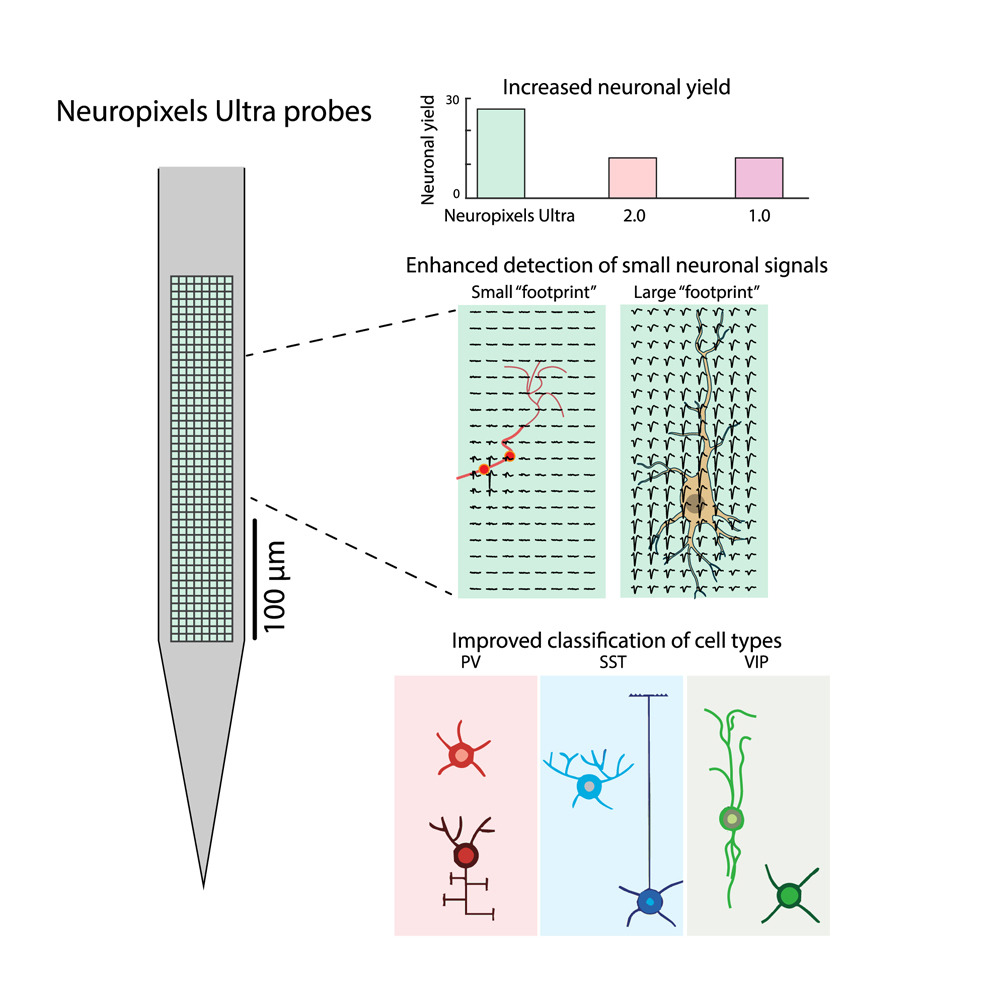 Neuropixels Ultra probes
100 µm
Increased neuronal yield
Neuronal yield
30
0
Neuropixels Ultra
2.0
1.0
Enhanced detection of small neuronal signals
Small “footprint”
Large “footprint”
Improved classification of cell types
PV
SST
VIP